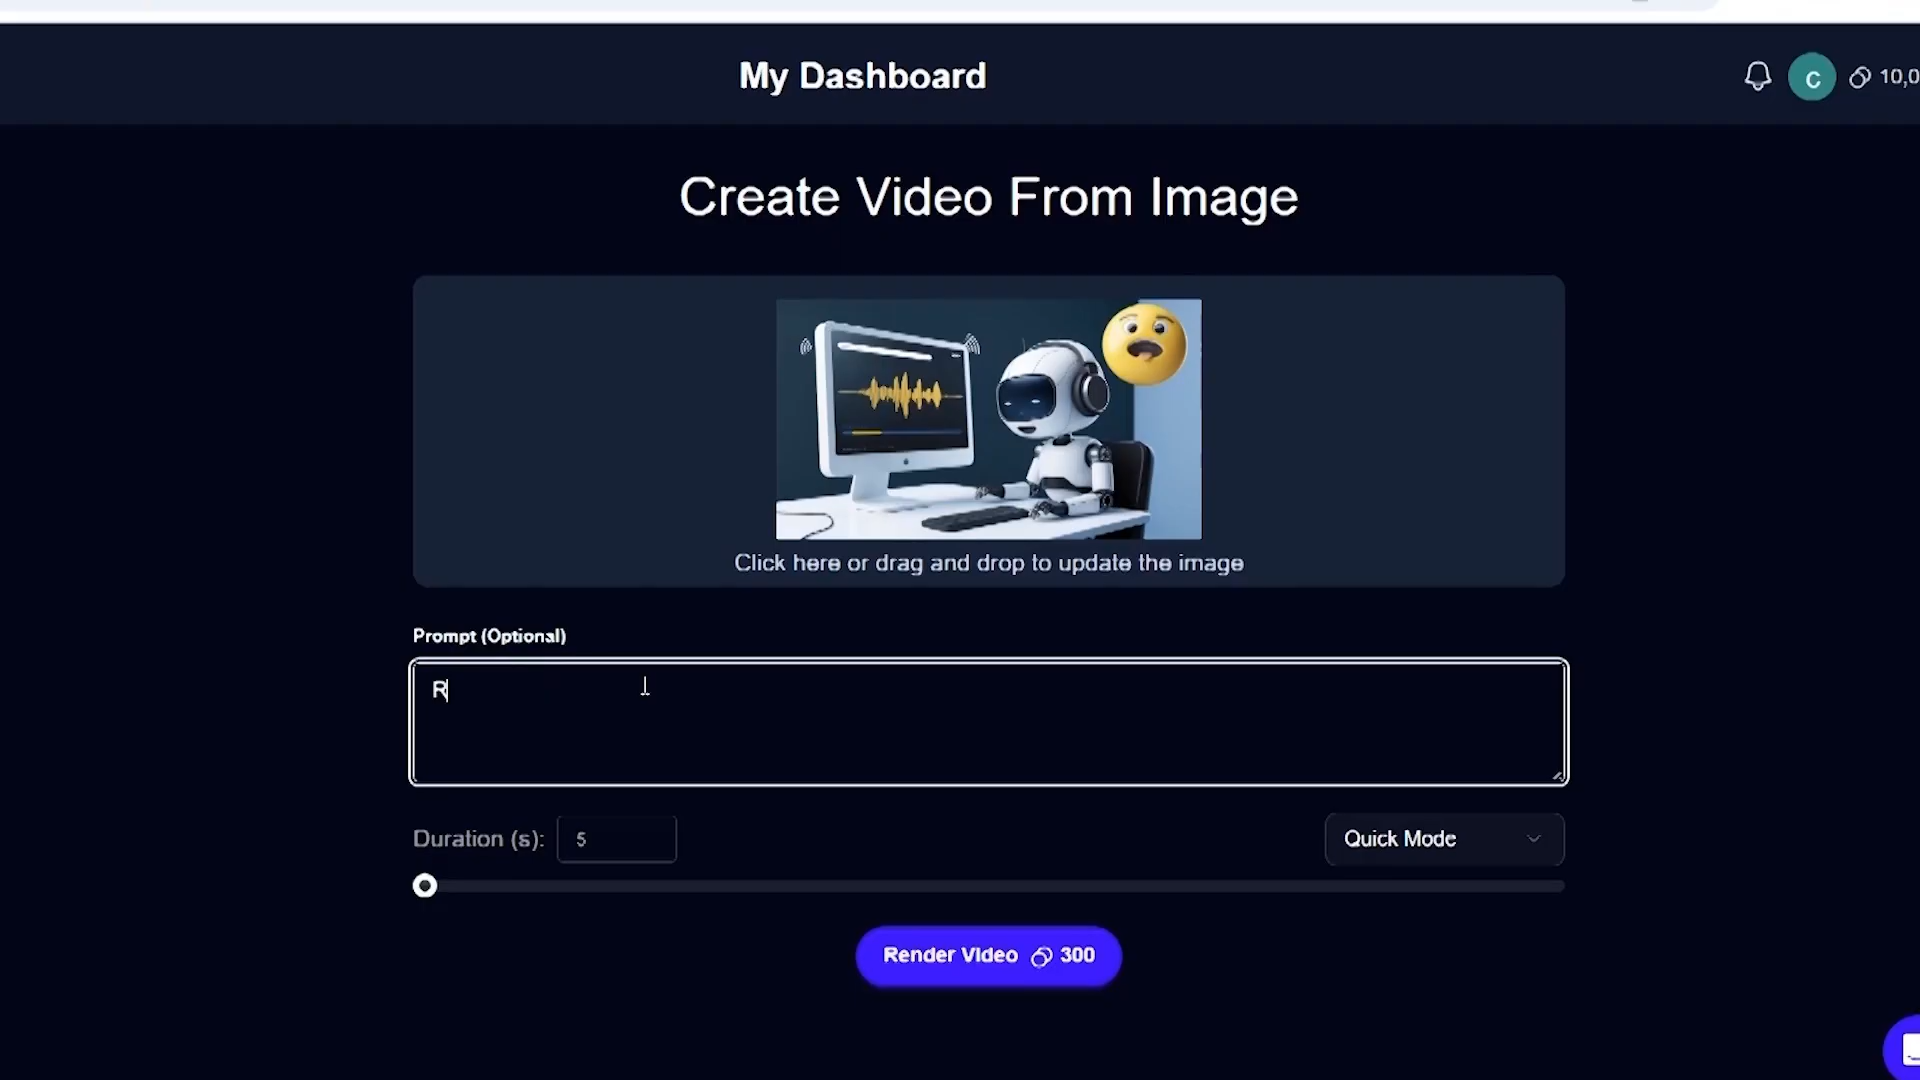 My Dashboard
C
10,0
Create Video From Image
Click here or drag and drop to update the image
Prompt (Optional)
R
Duration (s): 5
Quick Mode
Render Video 300